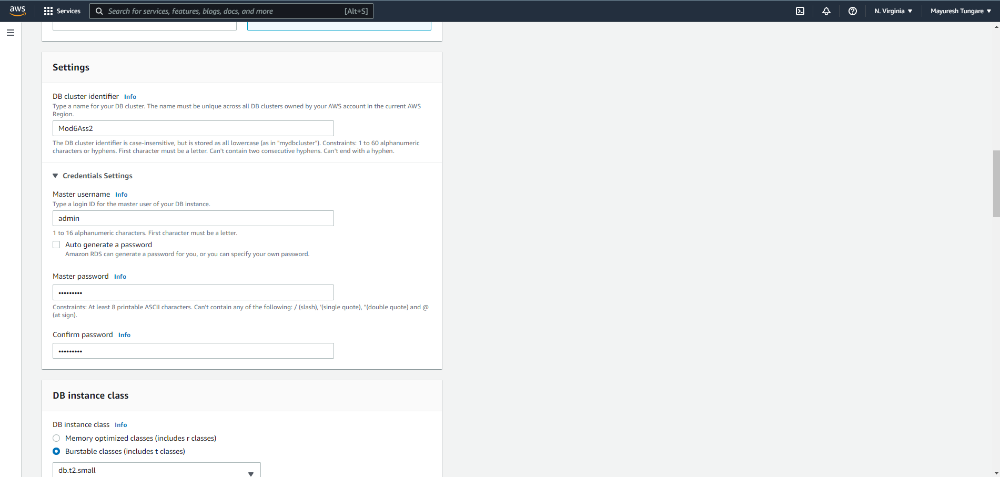 aws
Services
Search for services, features, blogs, docs, and more
[Alt+S]
N. Virginia
Mayuresh Tungare
Settings
DB cluster identifier Info
Type a name for your DB cluster. The name must be unique across all DB clusters owned by your AWS account in the current AWS
Region.
Mod6Ass2
The DB cluster identifier is case-insensitive, but is stored as all lowercase (as in "mydbcluster"). Constraints: 1 to 60 alphanumeric
characters or hyphens. First character must be a letter. Can't contain two consecutive hyphens. Can't end with a hyphen.
Credentials Settings
Master username Info
Type a login ID for the master user of your DB instance.
admin
1 to 16 alphanumeric characters. First character must be a letter.
Auto generate a password
Amazon RDS can generate a password for you, or you can specify your own password.
Master password Info
•••••••••
Constraints: At least 8 printable ASCII characters. Can't contain any of the following: / (slash), '(single quote), "(double quote) and @
(at sign).
Confirm password Info
•••••••••
DB instance class
DB instance class Info
Memory optimized classes (includes r classes)
Burstable classes (includes t classes)
db.t2.small